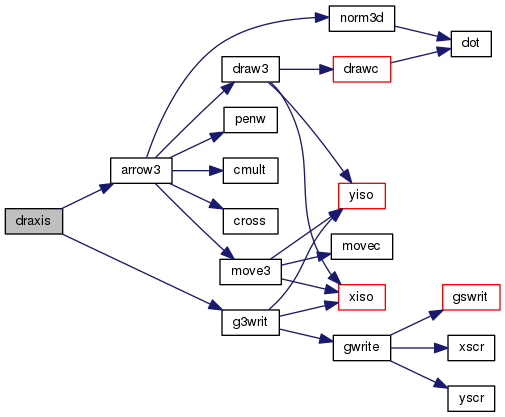 norm3d
dot
draw3
drawc
penw
arrow3
cmult
yiso
draxis
cross
movec
move3
xiso
gswrit
g3writ
gwrite
xscr
yscr